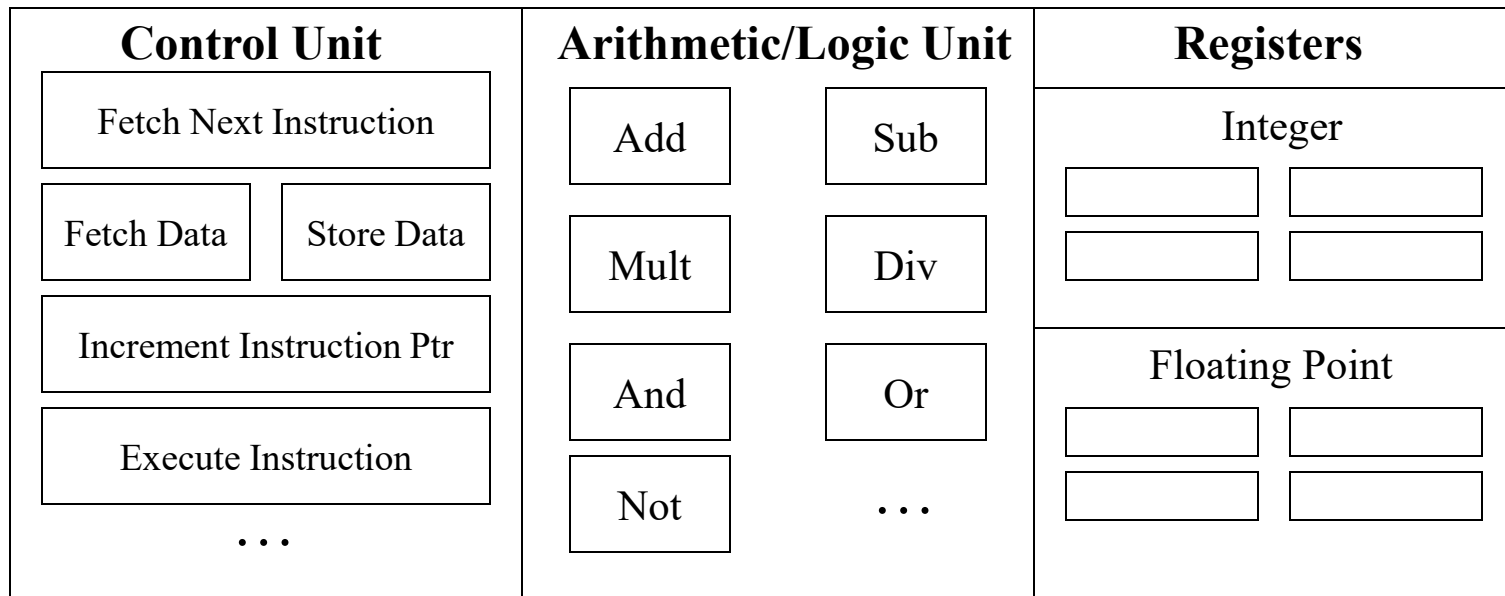 Control Unit
Fetch Next Instruction
Fetch Data
Store Data
Increment Instruction Ptr
Execute Instruction
...
Arithmetic/Logic Unit
Add
Sub
Mult
Div
And
Or
Not
...
Registers
Integer
Floating Point